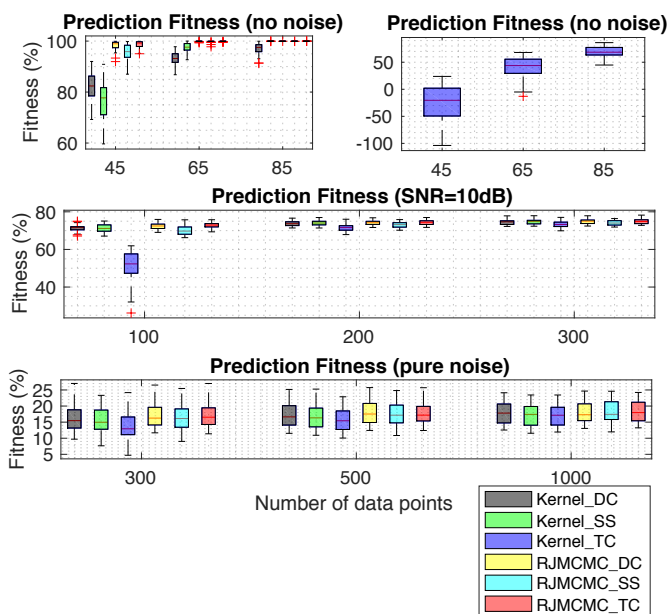 Prediction Fitness (no noise)
Fitness (%)
100
80
60
45
65
85
Prediction Fitness (no noise)
50
0
-50
-100
45
65
85
Prediction Fitness (SNR=10dB)
Fitness (%)
80
60
40
100
200
300
Prediction Fitness (pure noise)
Fitness (%)
25
20
15
10
5
300
500
1000
Number of data points
Kernel_DC
Kernel_SS
Kernel_TC
RJMCMC_DC
RJMCMC_SS
RJMCMC_TC